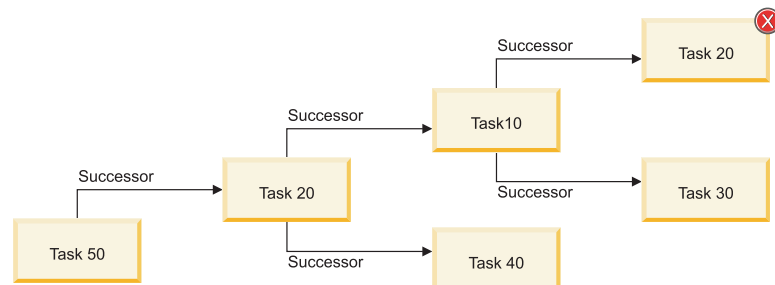 Successor
Task 20
X
Successor
Task10
Successor
Task 20
Successor
Task 30
Task 50
Successor
Task 40